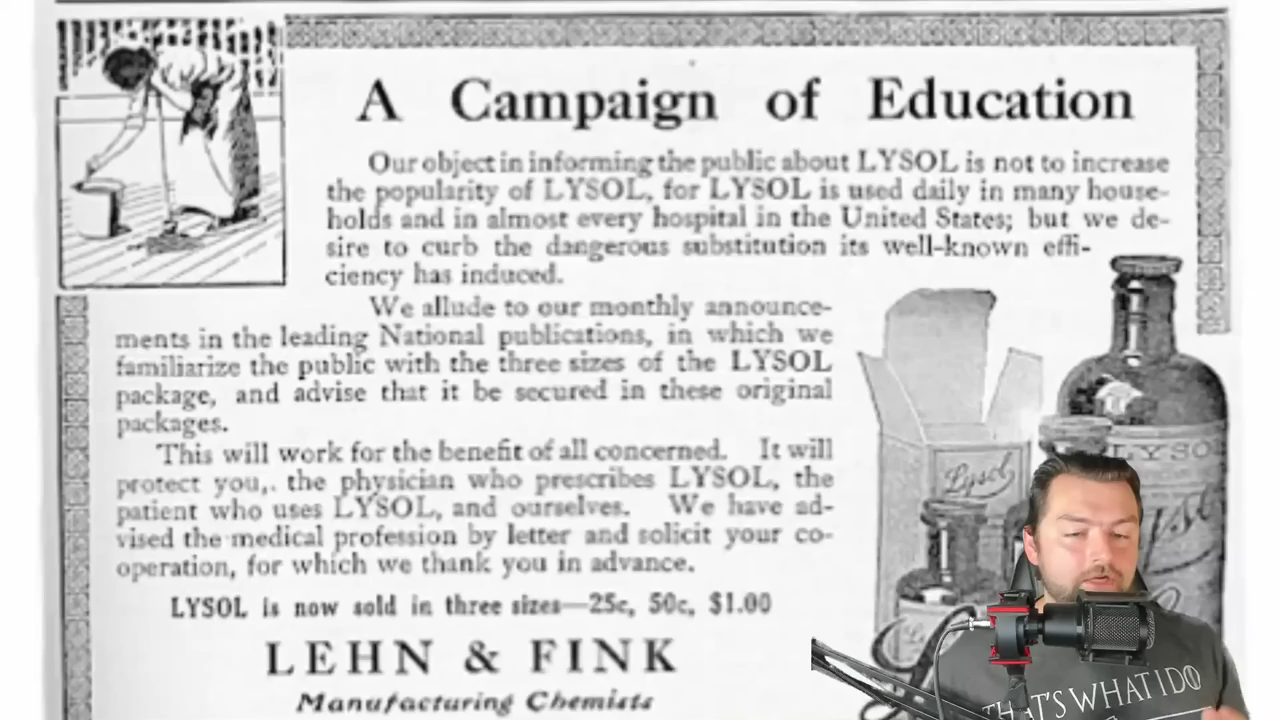 A Campaign of Education
Our object in informing the public about LYSOL is not to increase
the popularity of LYSOL, for LYSOL is used daily in many house-
holds and in almost every hospital in the United States; but we de-
sire to curb the dangerous substitution its well-known effi-
ciency has induced.
We allude to our monthly announce-
ments in the leading National publications, in which we
familiarize the public with the three sizes of the LYSOL
package, and advise that it be secured in these original
packages.
This will work for the benefit of all concerned. It will
protect you,. the physician who prescribes LYSOL, the
patient who uses LYSOL, and ourselves. We have ad-
vised the medical profession by letter and solicit your co-
operation, for which we thank you in advance.
LYSOL is now sold in three sizes—25c, 50c, $1.00
LEHN & FINK
Manufacturing Chemists
Lysol
LYSO
THAT'S WHAT I DO